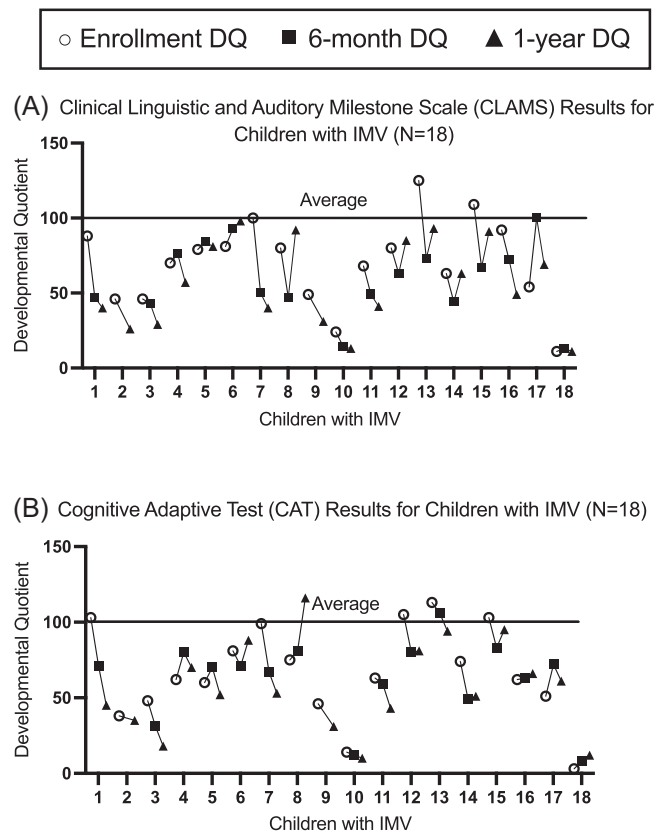 ○ Enrollment DQ ■ 6-month DQ ▲ 1-year DQ
(A) Clinical Linguistic and Auditory Milestone Scale (CLAMS) Results for
Children with IMV (N=18)
Developmental Quotient
150
100
50
0
Average
1 2 3 4 5 6 7 8 9 10 11 12 13 14 15 16 17 18
Children with IMV
(B) Cognitive Adaptive Test (CAT) Results for Children with IMV (N=18)
Developmental Quotient
150
100
50
0
Average
1 2 3 4 5 6 7 8 9 10 11 12 13 14 15 16 17 18
Children with IMV